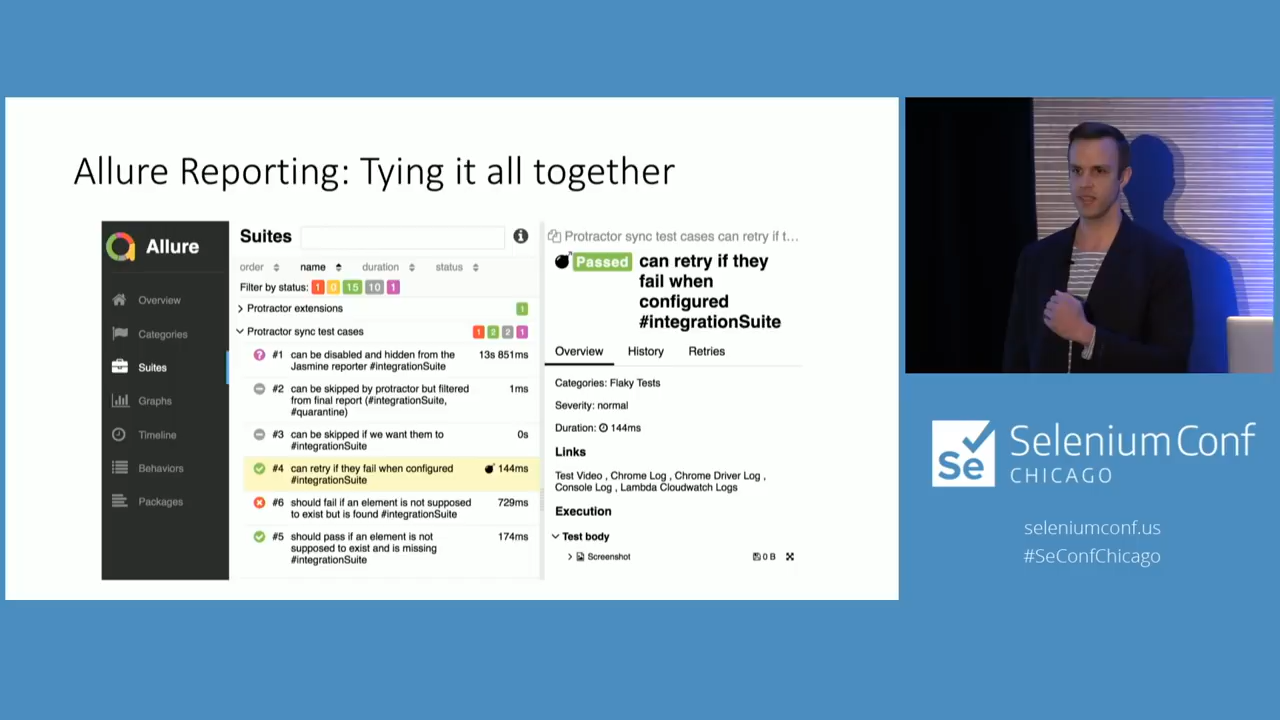 Allure Reporting: Tying it all together
Allure
Overview
Categories
Suites
Graphs
Timeline
Behaviors
Packages
Suites
order name duration status
Filter by status: 1 0 15 10 1
Protractor extensions 1
Protractor sync test cases 1 2 2 1
#1 can be disabled and hidden from the 13s 851ms
Jasmine reporter #integrationSuite
#2 can be skipped by protractor but filtered 1ms
from final report (#integrationSuite,
#quarantine)
#3 can be skipped if we want them to 0s
#integrationSuite
#4 can retry if they fail when configured 144ms
#integrationSuite
#6 should fail if an element is not supposed 729ms
to exist but is found #integrationSuite
#5 should pass if an element is not 174ms
supposed to exist and is missing
#integrationSuite
Protractor sync test cases can retry if t...
Passed can retry if they
fail when
configured
#integrationSuite
Overview History Retries
Categories: Flaky Tests
Severity: normal
Duration: 144ms
Links
Test Video , Chrome Log , Chrome Driver Log ,
Console Log , Lambda Cloudwatch Logs
Execution
Test body
Screenshot 0 B
Se
Selenium Conf
CHICAGO
seleniumconf.us
#SeConfChicago